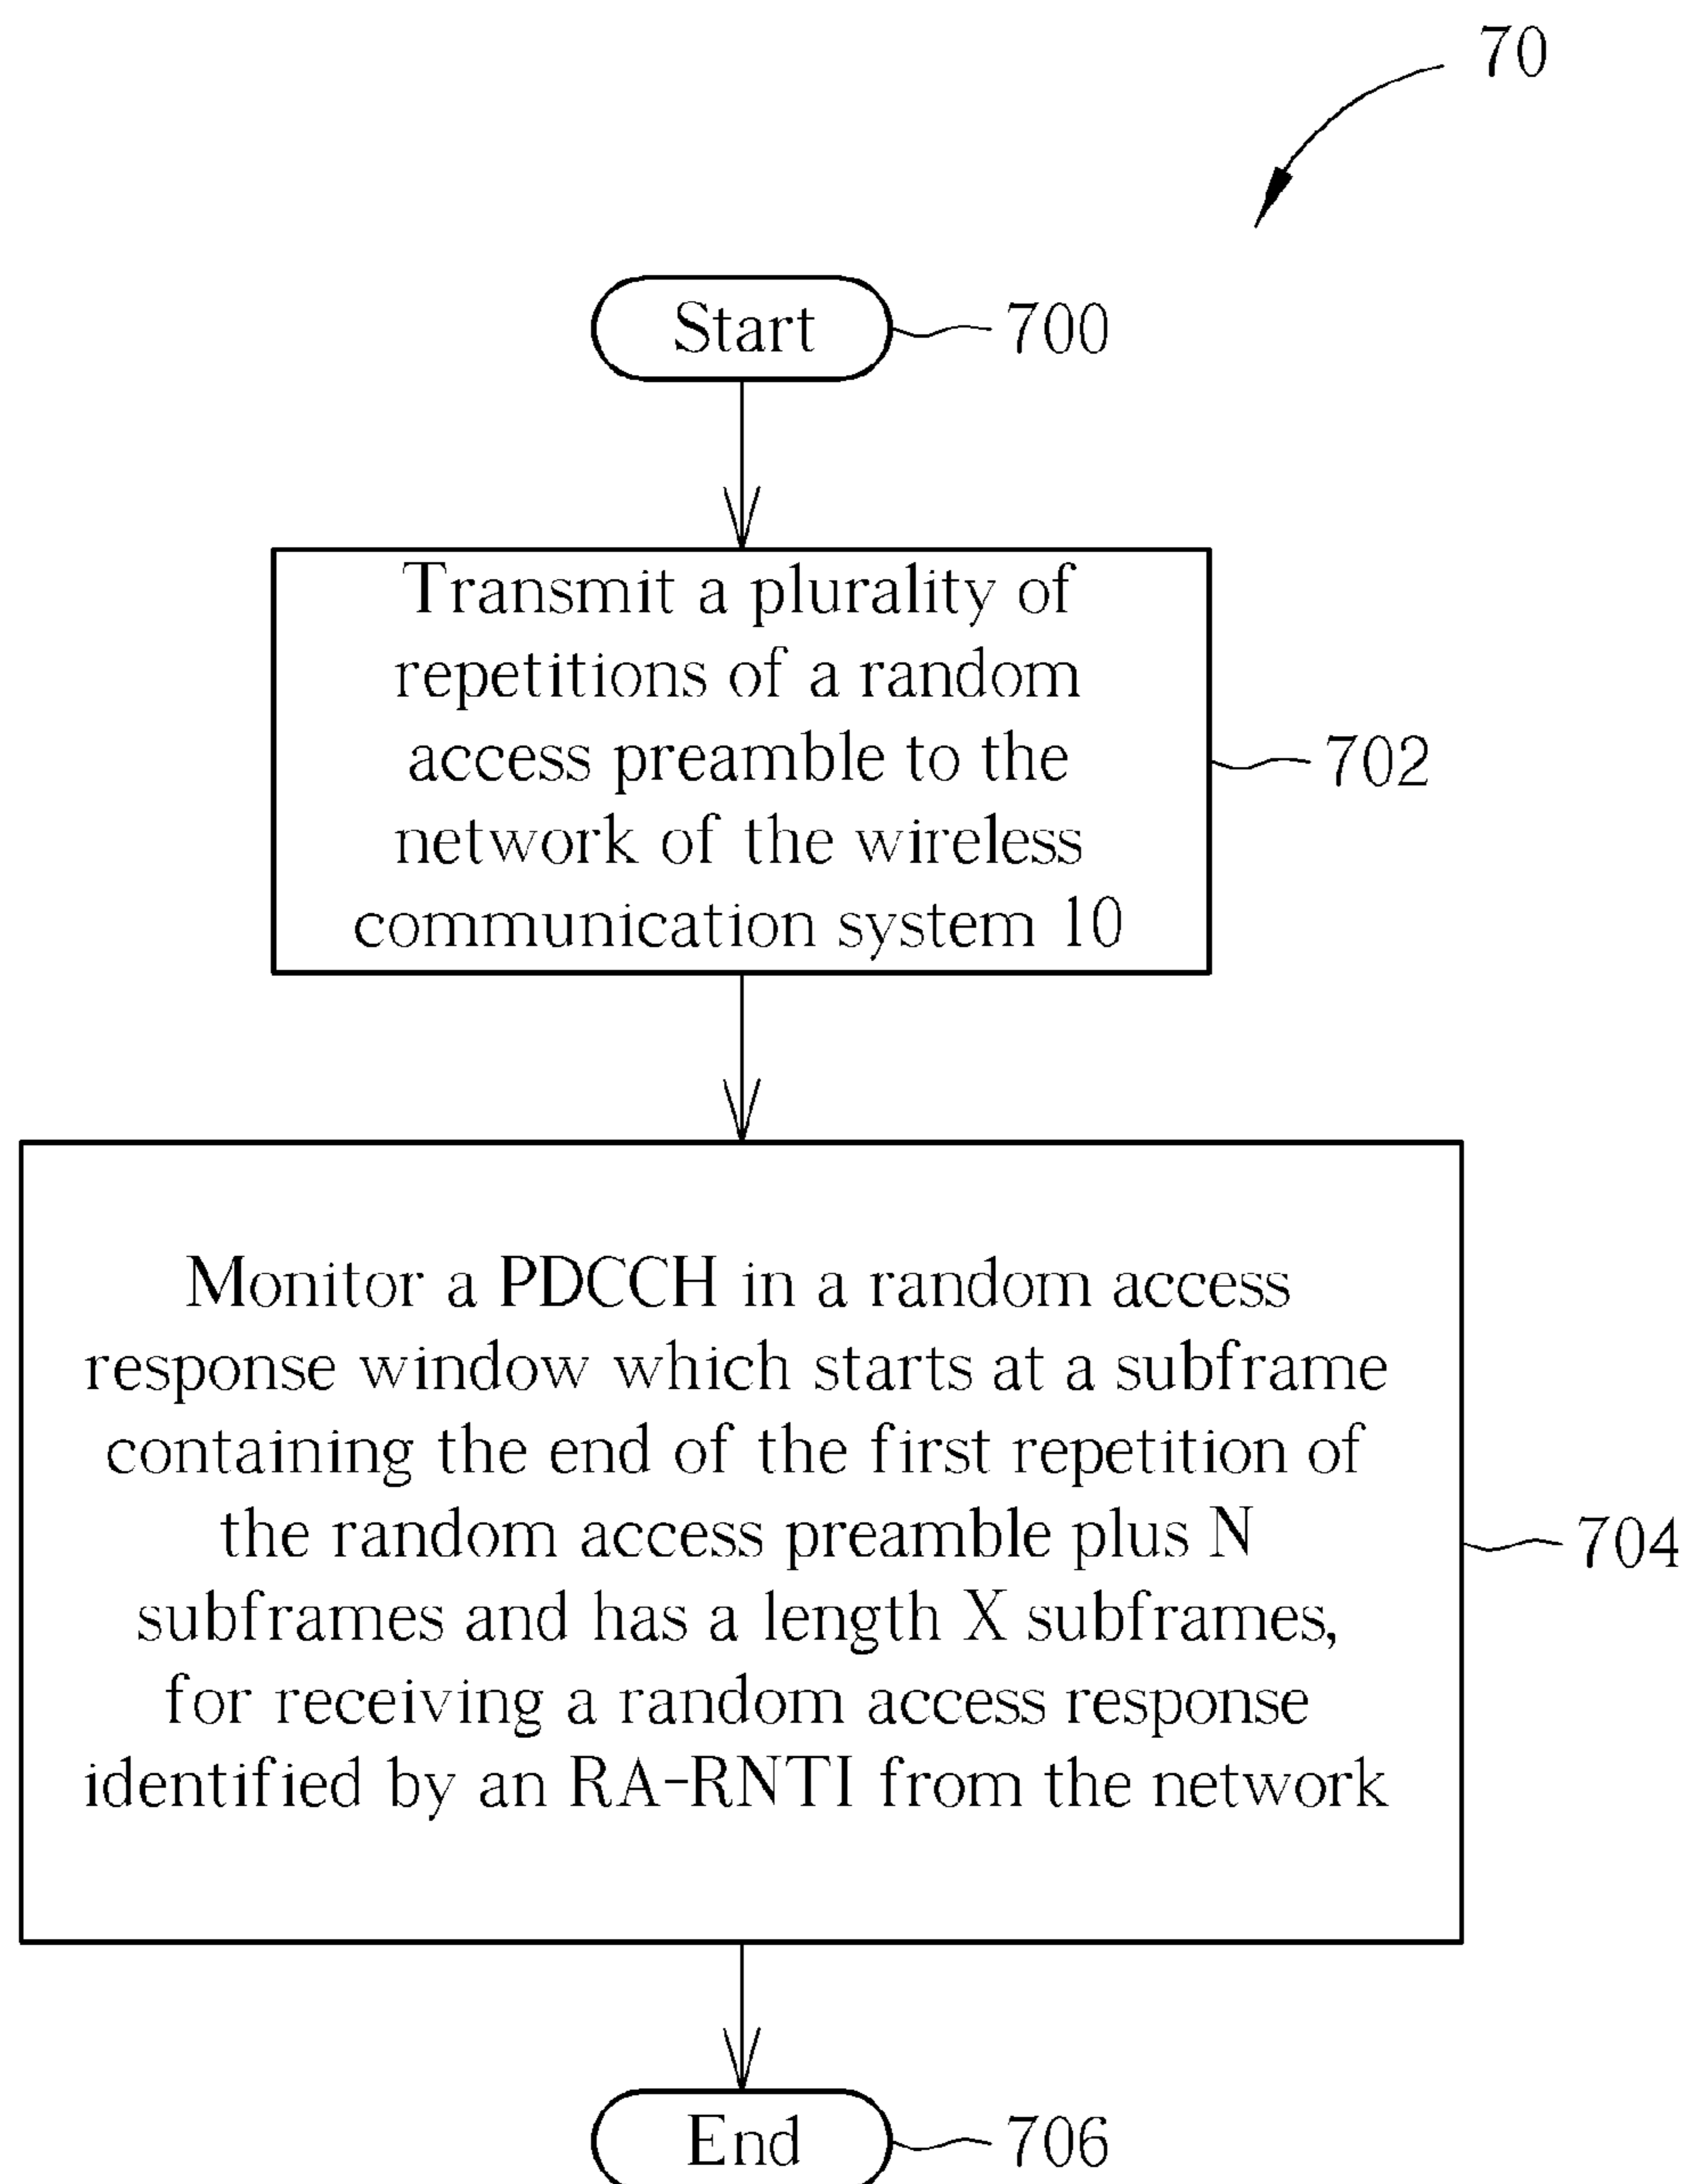 70
Start
700
Transmit a plurality of
repetitions of a random
access preamble to the
network of the wireless
communication system 10
702
Monitor a PDCCH in a random access
response window which starts at a subframe
containing the end of the first repetition of
the random access preamble plus N
subframes and has a length X subframes,
for receiving a random access response
identified by an RA-RNTI from the network
704
End
706